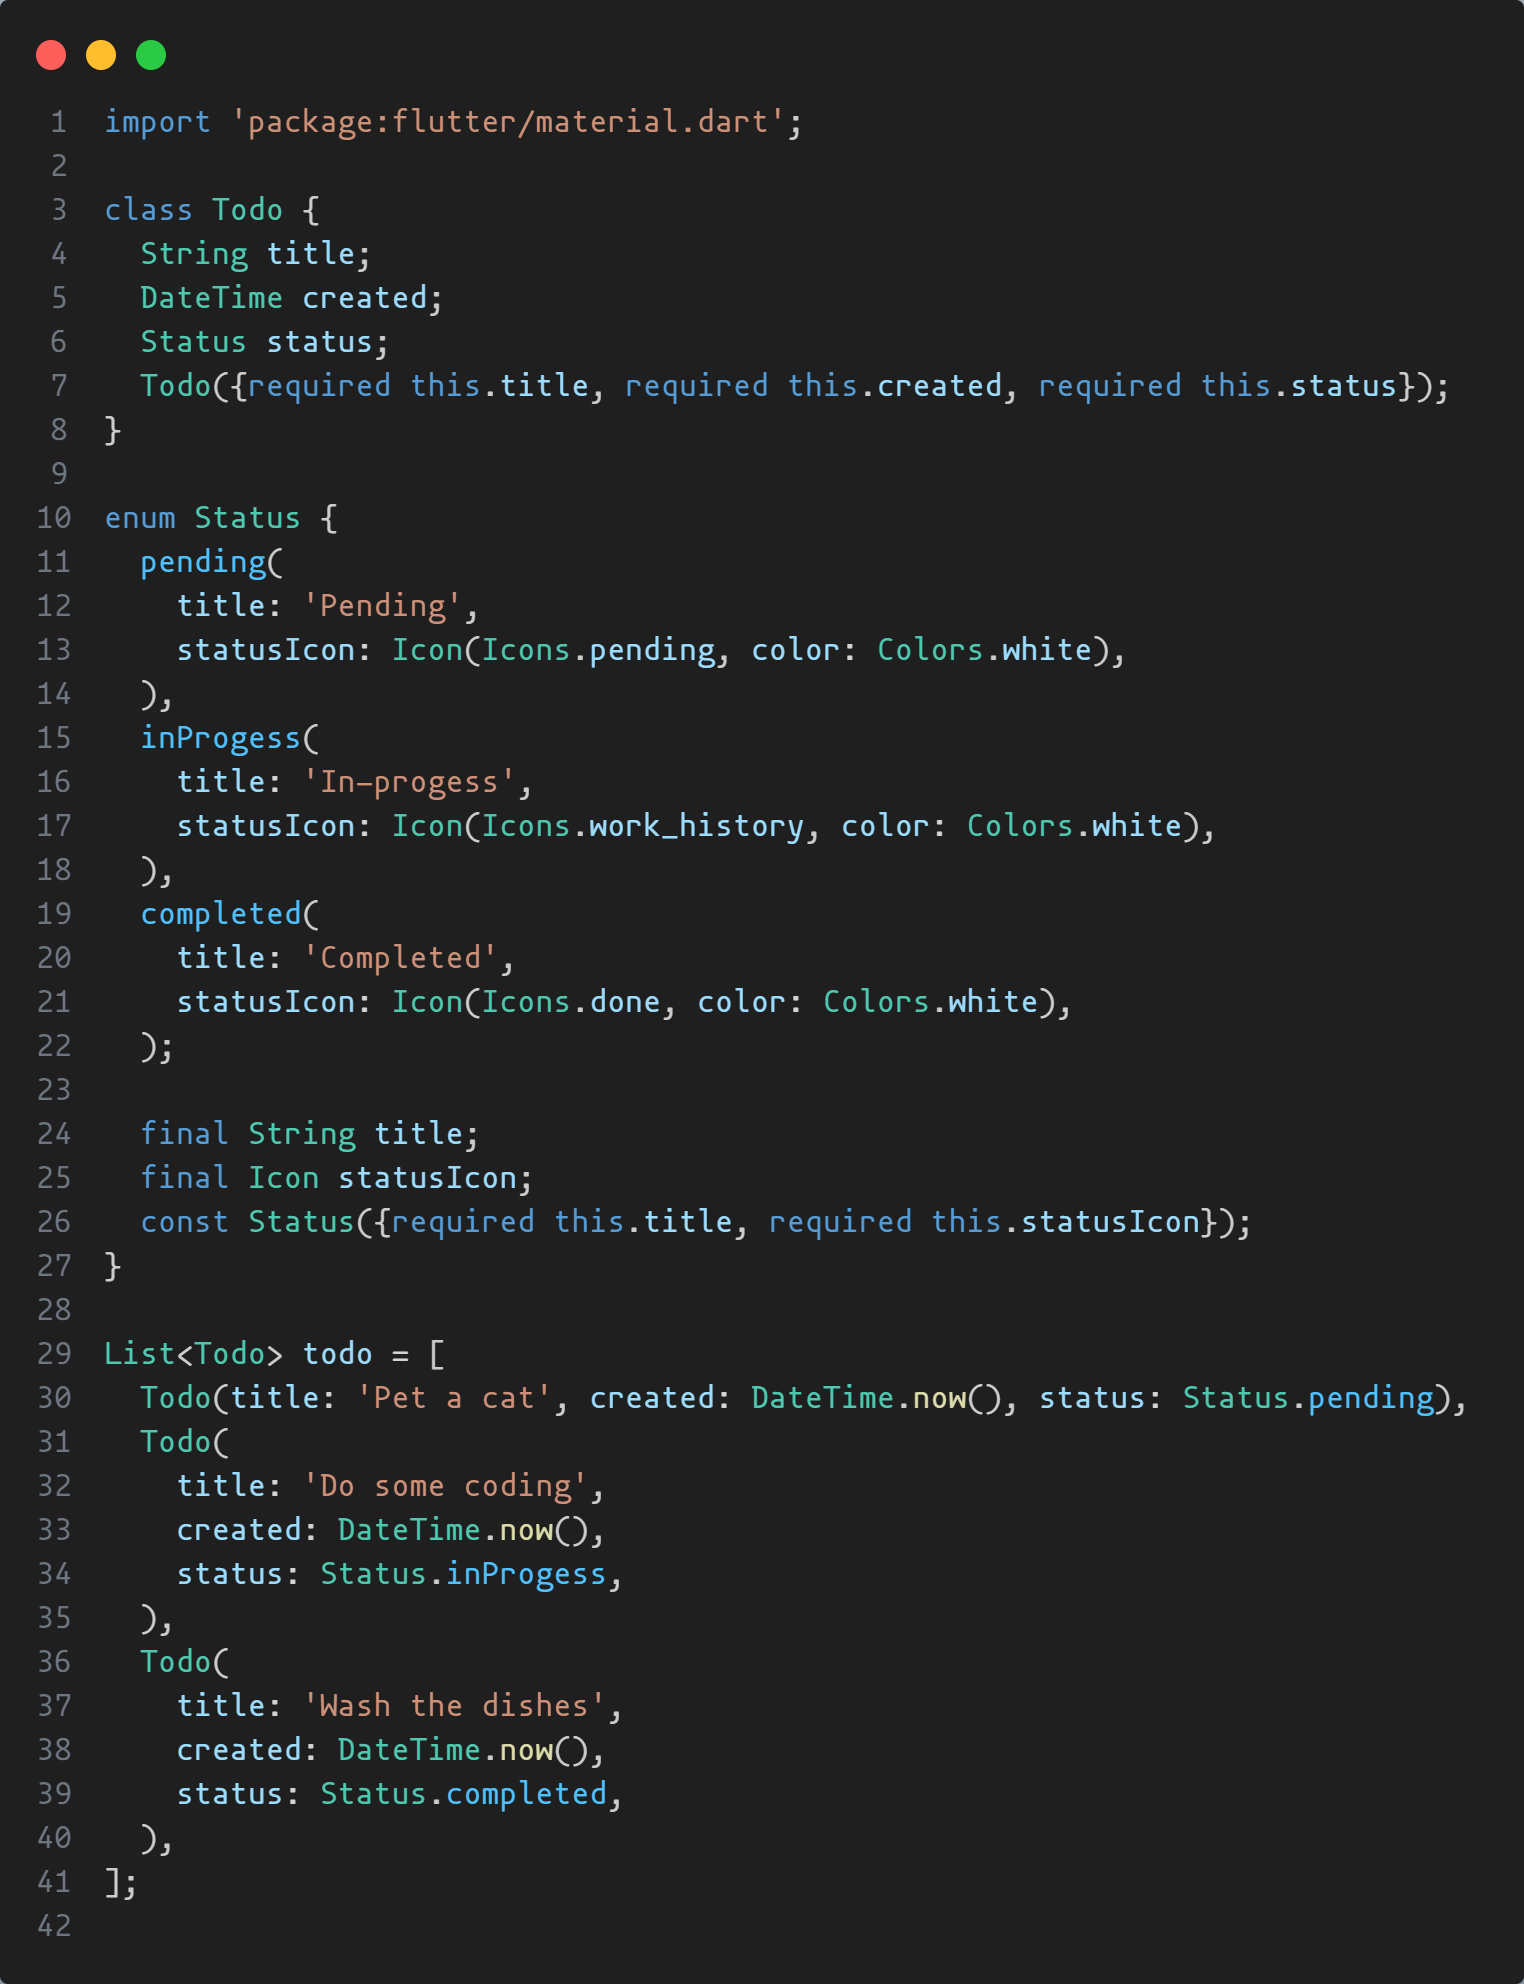 1 import 'package:flutter/material.dart';
2
3 class Todo {
4   String title;
5   DateTime created;
6   Status status;
7   Todo({required this.title, required this.created, required this.status});
8 }
9
10 enum Status {
11   pending(
12     title: 'Pending',
13     statusIcon: Icon(Icons.pending, color: Colors.white),
14   ),
15   inProgess(
16     title: 'In-progess',
17     statusIcon: Icon(Icons.work_history, color: Colors.white),
18   ),
19   completed(
20     title: 'Completed',
21     statusIcon: Icon(Icons.done, color: Colors.white),
22   );
23
24   final String title;
25   final Icon statusIcon;
26   const Status({required this.title, required this.statusIcon});
27 }
28
29 List<Todo> todo = [
30   Todo(title: 'Pet a cat', created: DateTime.now(), status: Status.pending),
31   Todo(
32     title: 'Do some coding',
33     created: DateTime.now(),
34     status: Status.inProgess,
35   ),
36   Todo(
37     title: 'Wash the dishes',
38     created: DateTime.now(),
39     status: Status.completed,
40   ),
41 ];
42